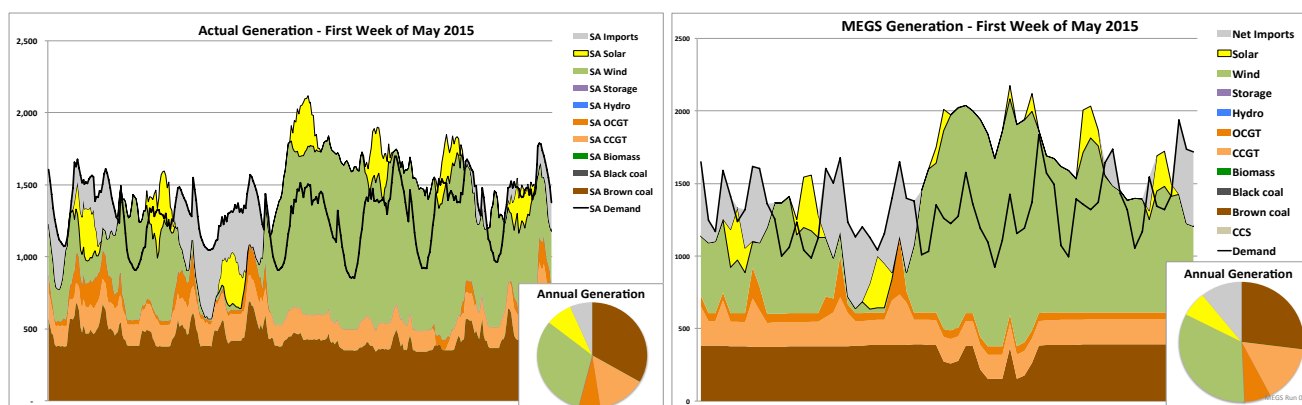 Actual Generation - First Week of May 2015
2,500
2,000
1,500
1,000
500
-
SA Imports
SA Solar
SA Wind
SA Storage
SA Hydro
SA OCGT
SA CCGT
SA Biomass
SA Black coal
SA Brown coal
SA Demand
Annual Generation
MEGS Generation - First Week of May 2015
2500
2000
1500
1000
500
0
Net Imports
Solar
Wind
Storage
Hydro
OCGT
CCGT
Biomass
Black coal
Brown coal
CCS
Demand
Annual Generation
MEGS Run 0